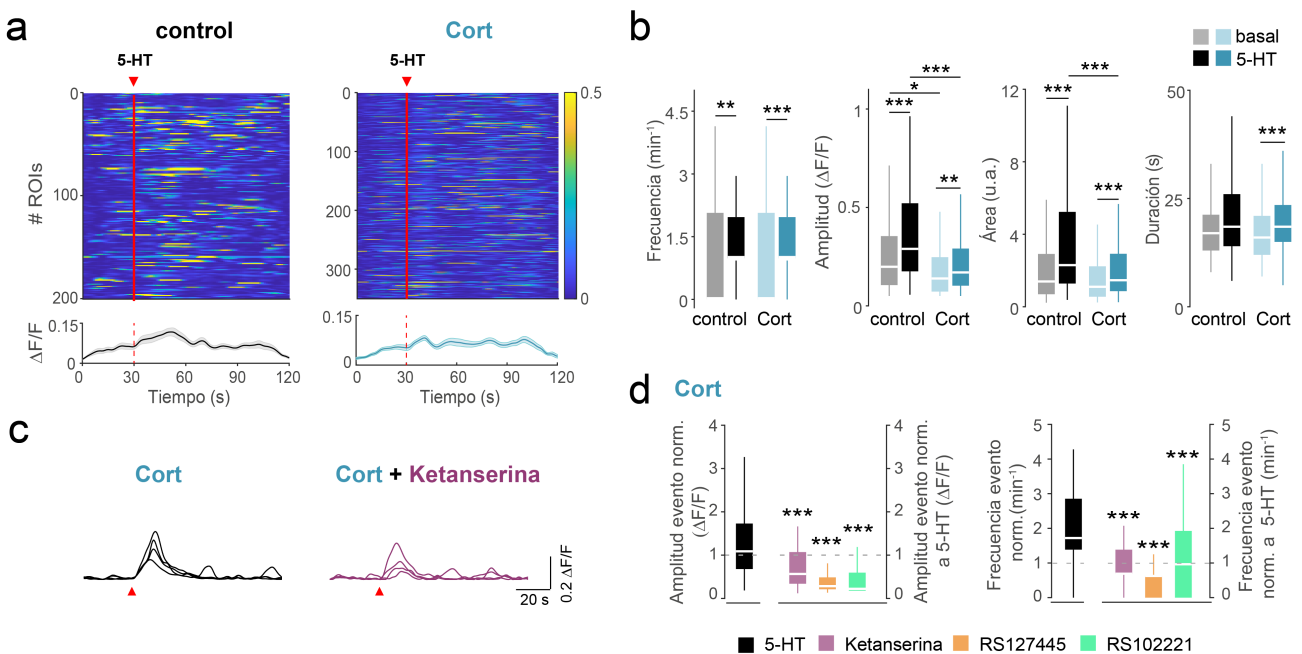 a
control
Cort
5-HT
5-HT
0
100
200
# ROIs
0
100
200
300
0.5
0
0.15
0
ΔF/F
0 30 60 90 120
Tiempo (s)
0.15
0
0 30 60 90 120
Tiempo (s)
b
basal
5-HT
Frecuencia (min⁻¹)
4.5
3
1.5
0
**
***
control Cort
Amplitud (ΔF/F)
1
0.5
0
***
*
***
**
control Cort
Área (u.a.)
12
8
4
0
***
***
***
control Cort
Duración (s)
50
25
0
***
control Cort
c
Cort
Cort + Ketanserina
0.2 ΔF/F
20 s
d
Cort
Amplitud evento norm.
(ΔF/F)
4
3
2
1
0
***
***
***
4
3
2
1
0
Amplitud evento norm.
a 5-HT (ΔF/F)
Frecuencia evento
norm.(min⁻¹)
5
4
3
2
1
0
***
***
***
5
4
3
2
1
0
Frecuencia evento
norm. a 5-HT (min⁻¹)
5-HT Ketanserina RS127445 RS102221